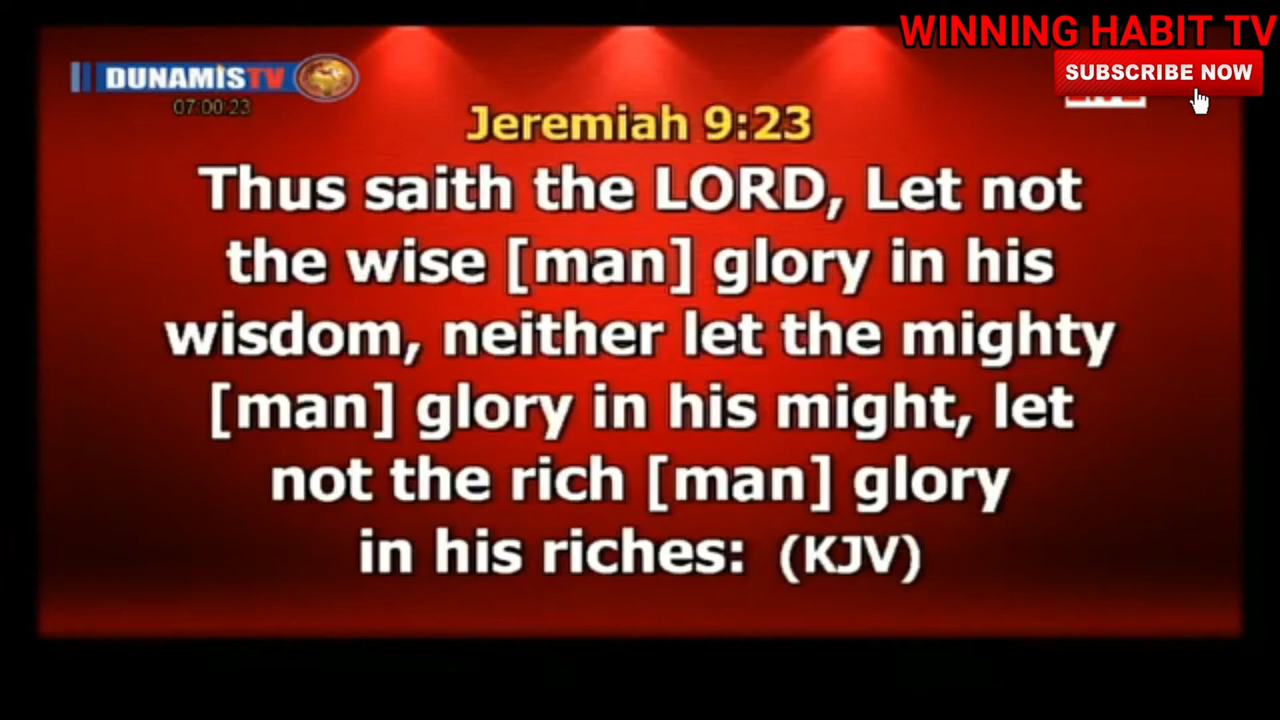 WINNING HABIT TV
SUBSCRIBE NOW
DUNAMISTV
07:00:23
Jeremiah 9:23
Thus saith the LORD, Let not
the wise [man] glory in his
wisdom, neither let the mighty
[man] glory in his might, let
not the rich [man] glory
in his riches: (KJV)